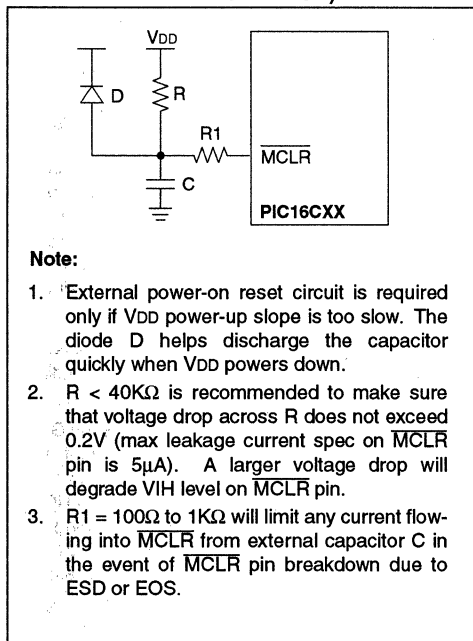 VDD
D
R
R1
MCLR
C
PIC16CXX
Note:
1. External power-on reset circuit is required
only if VDD power-up slope is too slow. The
diode D helps discharge the capacitor
quickly when VDD powers down.
2. R < 40KΩ is recommended to make sure
that voltage drop across R does not exceed
0.2V (max leakage current spec on MCLR
pin is 5µA). A larger voltage drop will
degrade VIH level on MCLR pin.
3. R1 = 100Ω to 1KΩ will limit any current flow-
ing into MCLR from external capacitor C in
the event of MCLR pin breakdown due to
ESD or EOS.